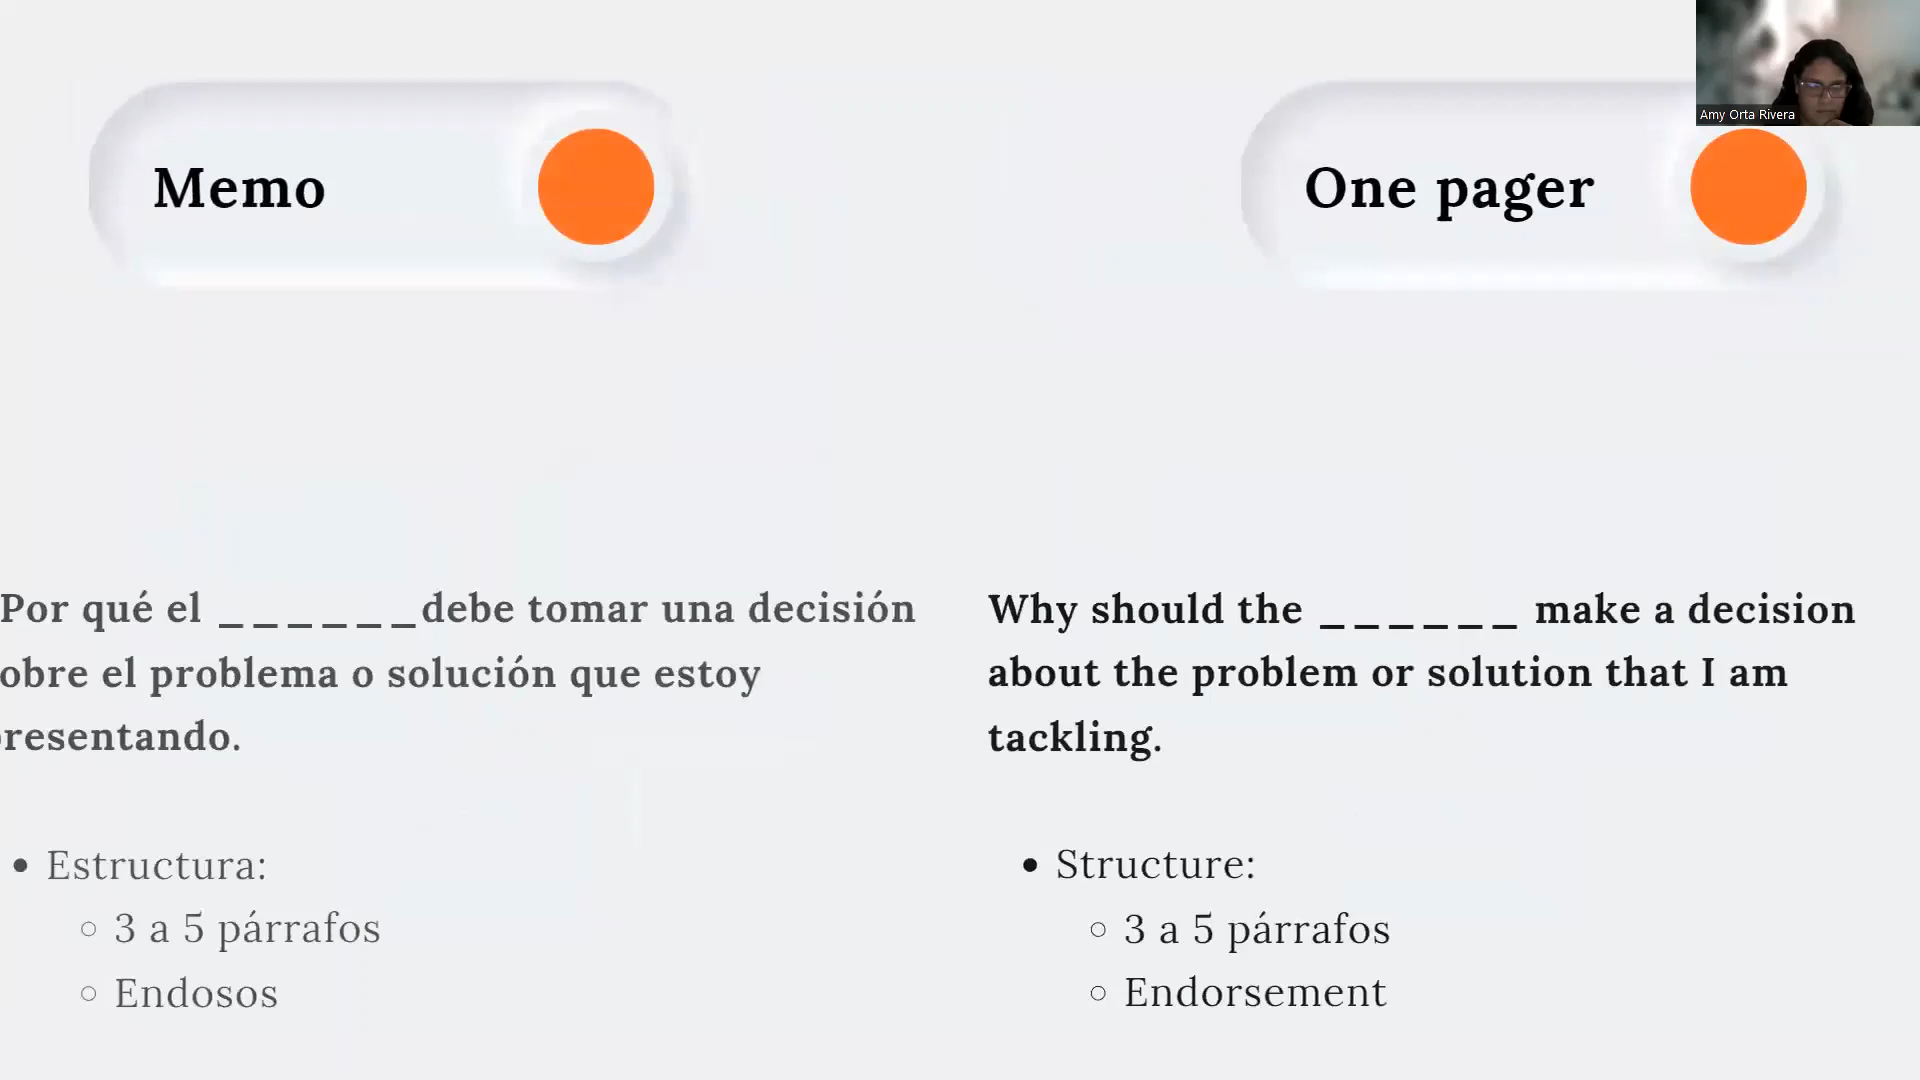 Memo
One pager
Amy Orta Rivera
Por qué el ______debe tomar una decisión
obre el problema o solución que estoy
resentando.
• Estructura:
○ 3 a 5 párrafos
○ Endosos
Why should the ______ make a decision
about the problem or solution that I am
tackling.
• Structure:
○ 3 a 5 párrafos
○ Endorsement